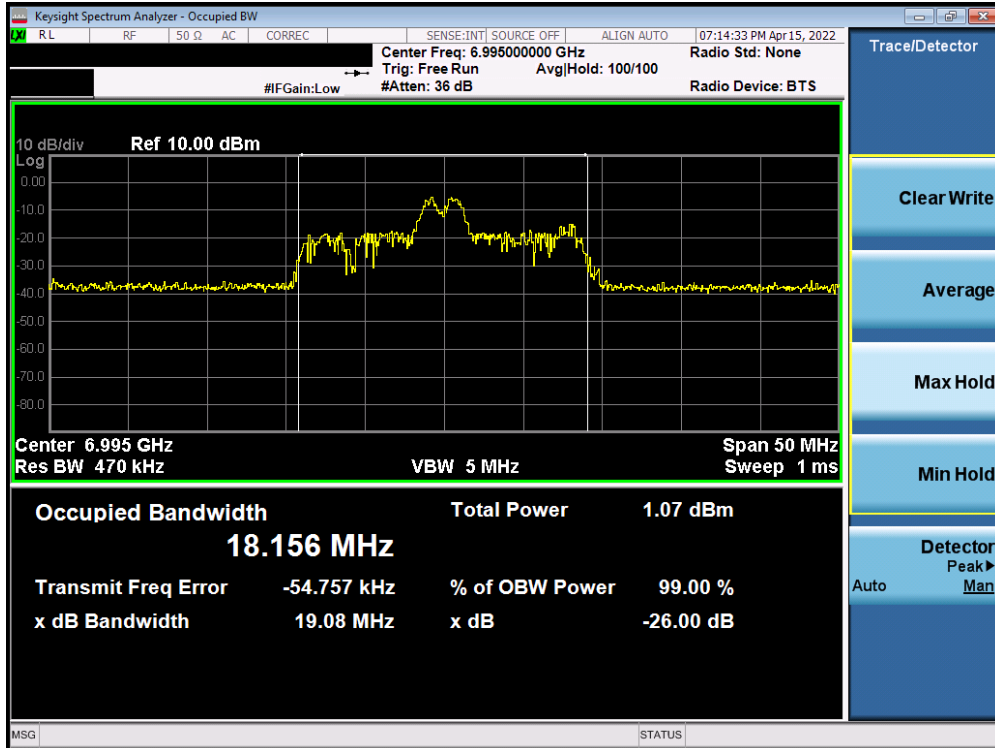 Keysight Spectrum Analyzer - Occupied BW
LXI RL RF 50 Ω AC CORREC SENSE:INT SOURCE OFF ALIGN AUTO 07:14:33 PM Apr 15, 2022
Center Freq: 6.995000000 GHz Radio Std: None
Trig: Free Run Avg|Hold: 100/100
#IFGain:Low #Atten: 36 dB Radio Device: BTS
10 dB/div Ref 10.00 dBm
Log
0.00
-10.0
-20.0
-30.0
-40.0
-50.0
-60.0
-70.0
-80.0
Center 6.995 GHz Span 50 MHz
Res BW 470 kHz VBW 5 MHz Sweep 1 ms
Occupied Bandwidth Total Power 1.07 dBm
18.156 MHz
Transmit Freq Error -54.757 kHz % of OBW Power 99.00 %
x dB Bandwidth 19.08 MHz x dB -26.00 dB
Trace/Detector
Clear Write
Average
Max Hold
Min Hold
Detector
Peak▶
Auto Man
MSG STATUS